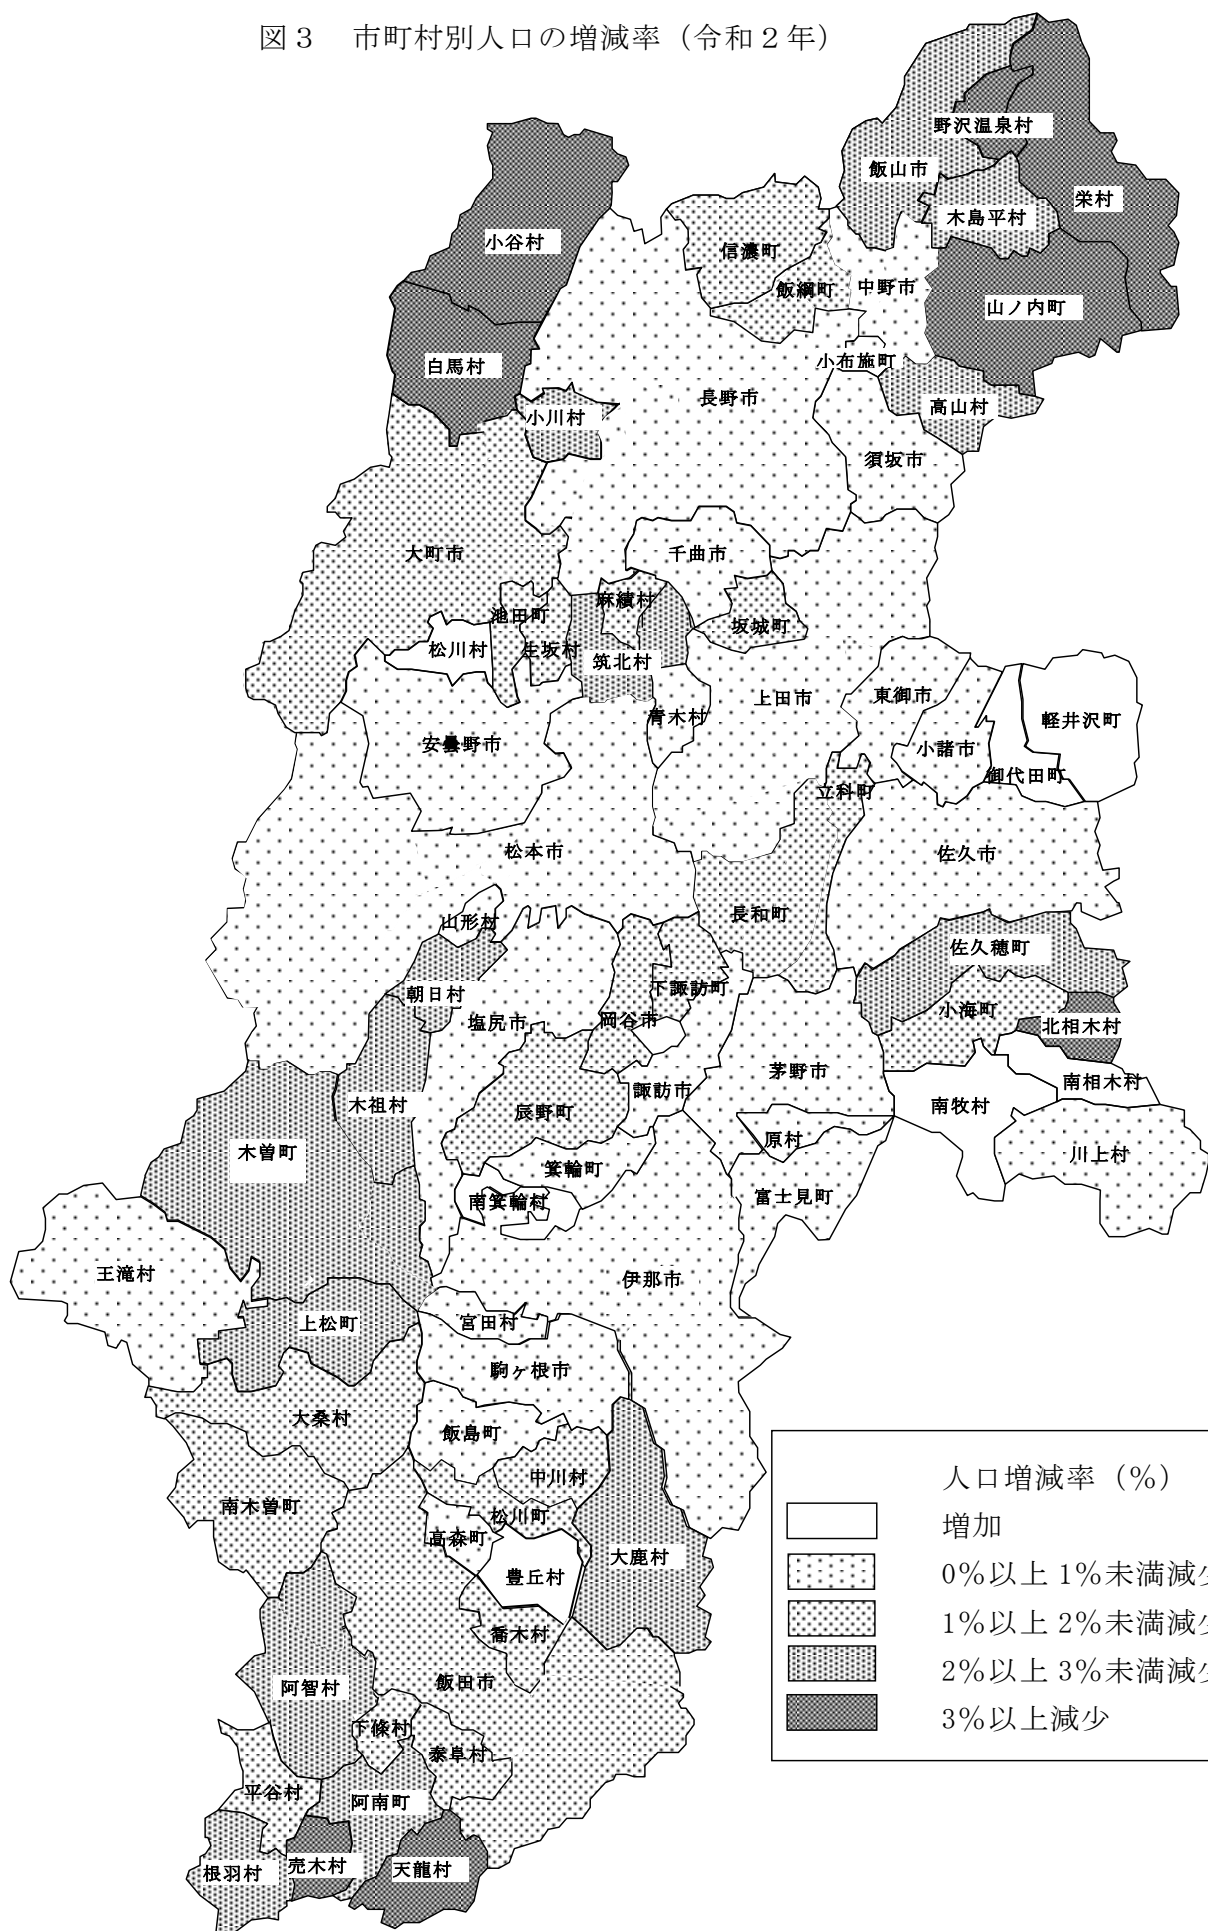 図３　市町村別人口の増減率（令和２年）
野沢温泉村
飯山市
栄村
木島平村
小谷村
信濃町
飯綱町
中野市
山ノ内町
白馬村
小布施町
長野市
高山村
小川村
須坂市
大町市
千曲市
麻績村
池田町
坂城町
松川村
生坂村
筑北村
上田市
東御市
青木村
軽井沢町
安曇野市
小諸市
御代田町
立科町
松本市
佐久市
長和町
山形村
佐久穂町
下諏訪町
朝日村
小海町
塩尻市
岡谷市
北相木村
茅野市
諏訪市
南相木村
木祖村
南牧村
辰野町
原村
木曽町
川上村
箕輪町
南箕輪村
富士見町
王滝村
伊那市
上松町
宮田村
駒ヶ根市
大桑村
飯島町
中川村
南木曽町
松川町
高森町
大鹿村
豊丘村
喬木村
飯田市
阿智村
下條村
泰阜村
平谷村
阿南町
売木村
天龍村
根羽村
人口増減率（%）
増加
0%以上 1%未満減
1%以上 2%未満減
2%以上 3%未満減
3%以上減少